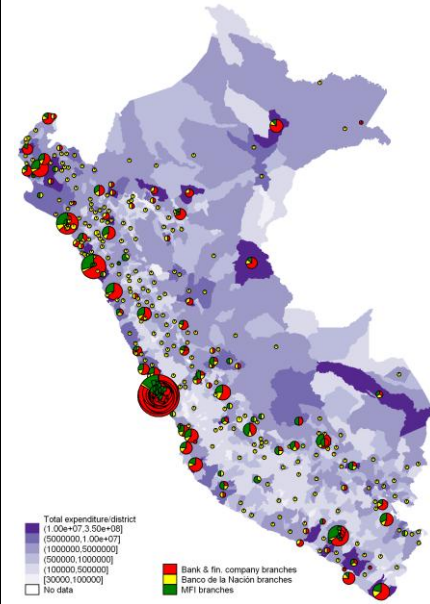 Total expenditure/district
(1.00e+07,3.50e+08]
(5000000,1.00e+07]
(1000000,5000000]
(500000,1000000]
(100000,500000]
[30000,100000]
No data
Bank & fin. company branches
Banco de la Nación branches
MFI branches